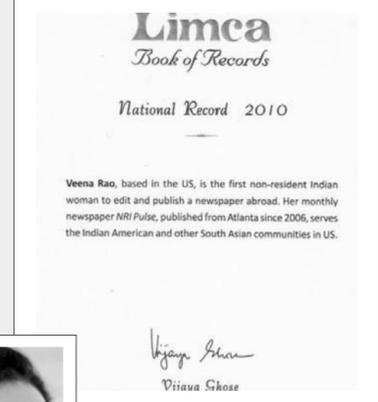 Limca
Book of Records
National Record 2010
Veena Rao, based in the US, is the first non-resident Indian
woman to edit and publish a newspaper abroad. Her monthly
newspaper NRI Pulse, published from Atlanta since 2006, serves
the Indian American and other South Asian communities in US.
Vijaya Ghose
Vijaya Ghose